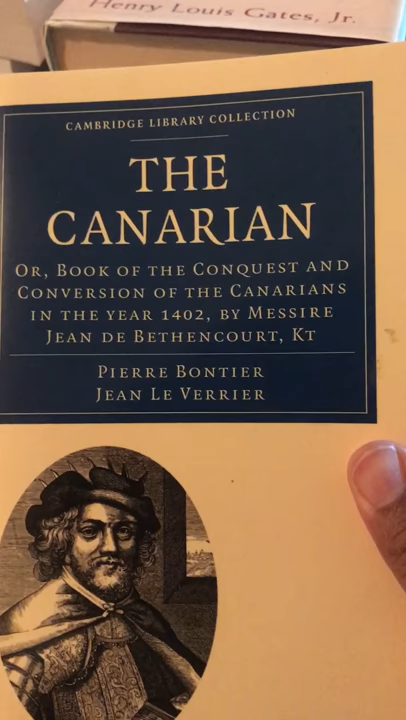 Henry Louis Gates, Jr.
CAMBRIDGE LIBRARY COLLECTION
THE
CANARIAN
OR, BOOK OF THE CONQUEST AND
CONVERSION OF THE CANARIANS
IN THE YEAR 1402, BY MESSIRE
JEAN DE BETHENCOURT, KT
PIERRE BONTIER
JEAN LE VERRIER